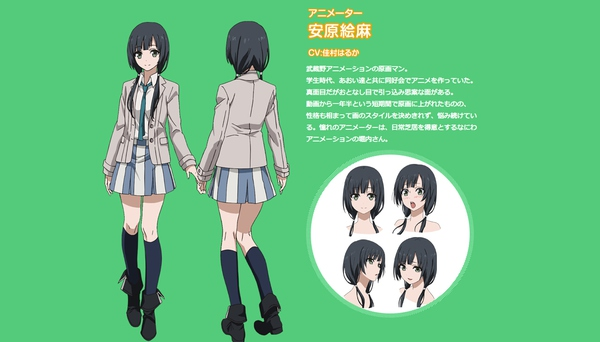 アニメーター
安原絵麻
CV:佳村はるか
武蔵野アニメーションの原画マン。
学生時代、あおい達と共に同好会でアニメを作っていた。
真面目だがおとなし目で引っ込み思案な面がある。
動画から一年半という短期間で原画に上がれたものの、
性格も相まって画のスタイルを決めきれず、悩み続けてい
る。憧れのアニメーターは、日常芝居を得意とするなにわ
アニメーションの堀内さん。